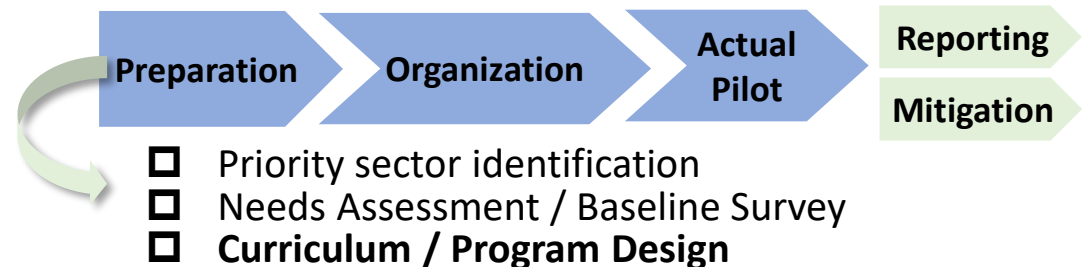 Preparation
Organization
Actual
Pilot
Reporting
Mitigation
Priority sector identification
Needs Assessment / Baseline Survey
Curriculum / Program Design